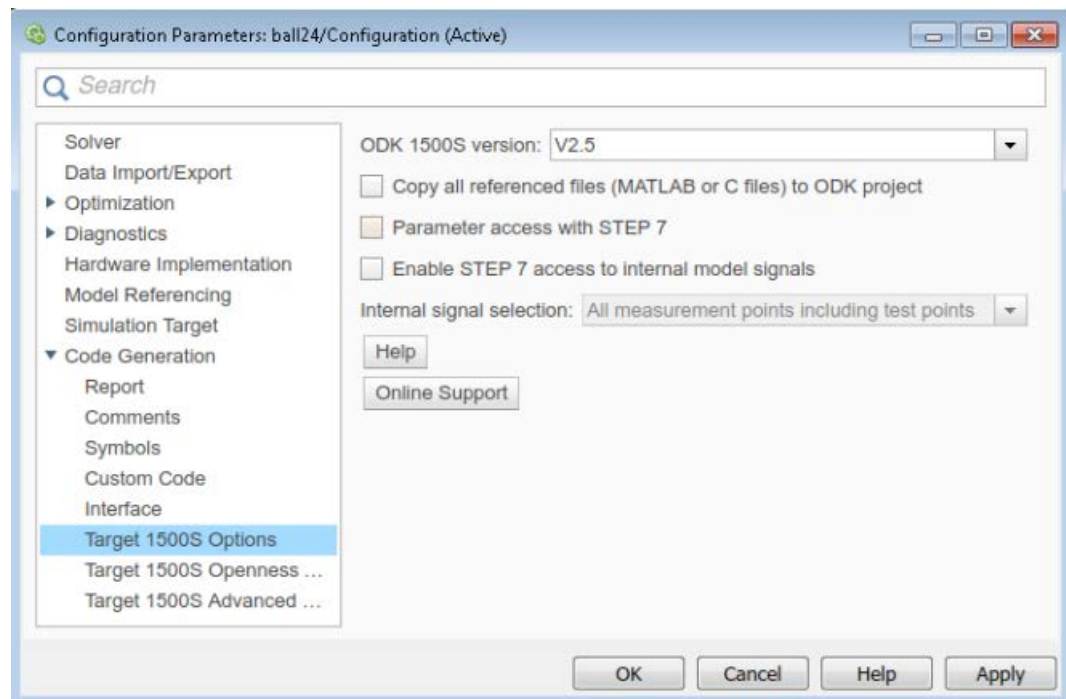 Configuration Parameters: ball24/Configuration (Active)
Search
Solver
Data Import/Export
Optimization
Diagnostics
Hardware Implementation
Model Referencing
Simulation Target
Code Generation
Report
Comments
Symbols
Custom Code
Interface
Target 1500S Options
Target 1500S Openness ...
Target 1500S Advanced ...
ODK 1500S version: V2.5
Copy all referenced files (MATLAB or C files) to ODK project
Parameter access with STEP 7
Enable STEP 7 access to internal model signals
Internal signal selection: All measurement points including test points
Help
Online Support
OK Cancel Help Apply